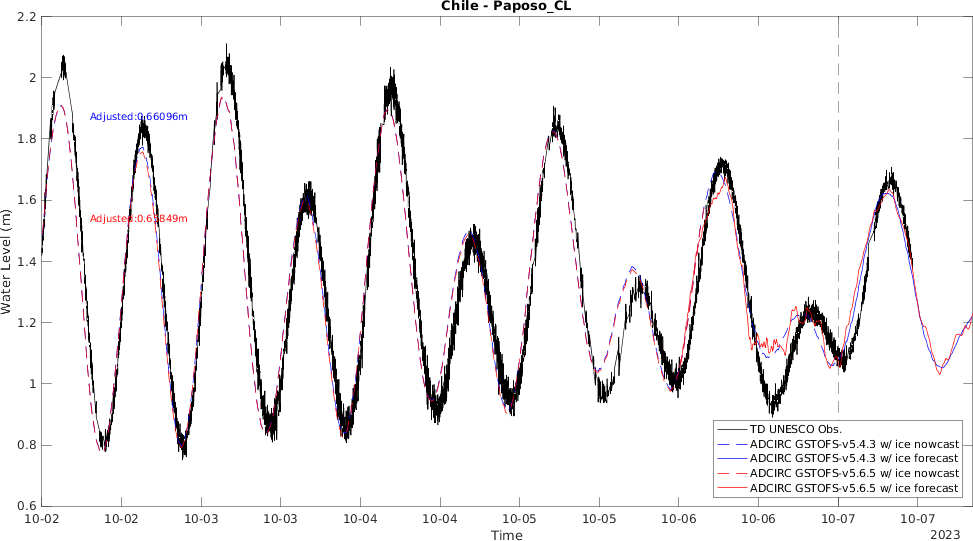 Chile - Paposo_CL
2.2
2
1.8
1.6
1.4
1.2
1
0.8
0.6
Water Level (m)
Adjusted:0.66096m
Adjusted:0.65849m
TD UNESCO Obs.
ADCIRC GSTOFS-v5.4.3 w/ ice nowcast
ADCIRC GSTOFS-v5.4.3 w/ ice forecast
ADCIRC GSTOFS-v5.6.5 w/ ice nowcast
ADCIRC GSTOFS-v5.6.5 w/ ice forecast
10-02 10-02 10-03 10-03 10-04 10-04 10-05 10-05 10-06 10-06 10-07 10-07
Time
2023